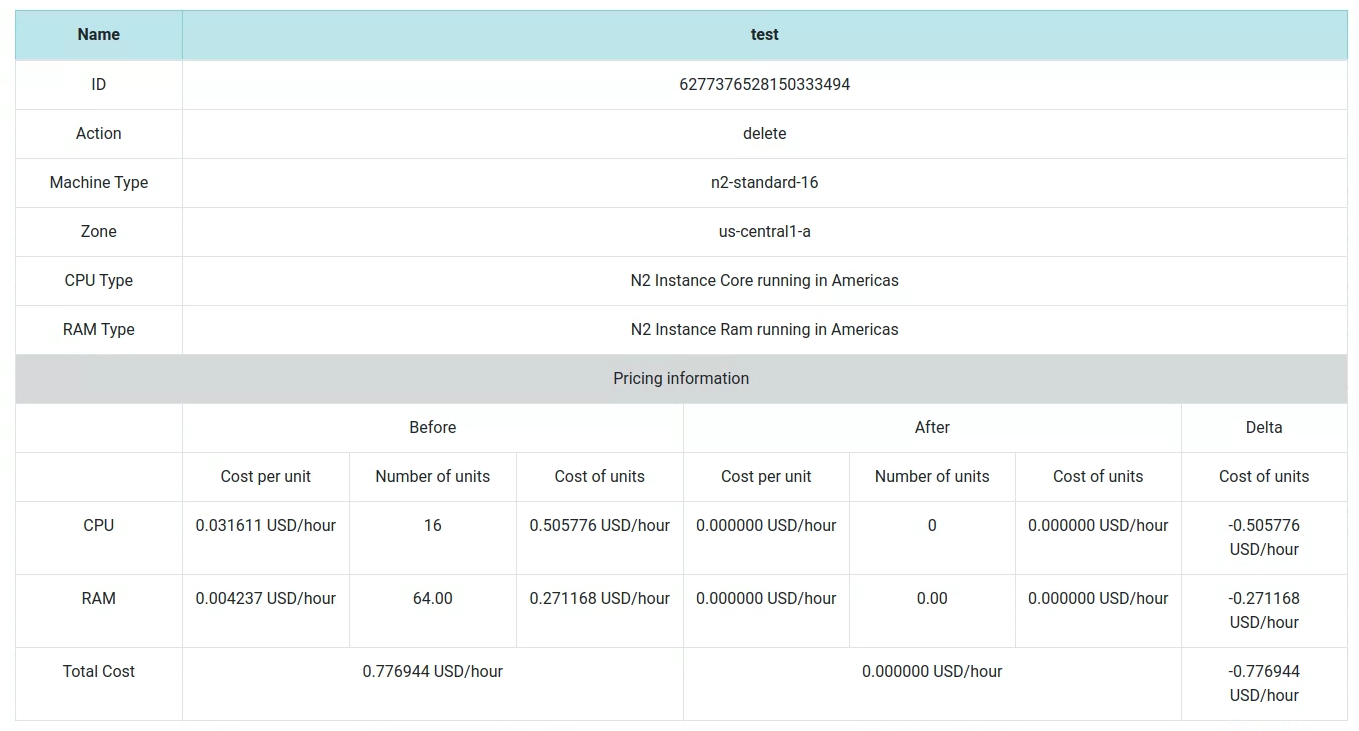 Name test
ID 6277376528150333494
Action delete
Machine Type n2-standard-16
Zone us-central1-a
CPU Type N2 Instance Core running in Americas
RAM Type N2 Instance Ram running in Americas
Pricing information
Before After Delta
Cost per unit Number of units Cost of units Cost per unit Number of units Cost of units Cost of units
CPU 0.031611 USD/hour 16 0.505776 USD/hour 0.000000 USD/hour 0 0.000000 USD/hour -0.505776
USD/hour
RAM 0.004237 USD/hour 64.00 0.271168 USD/hour 0.000000 USD/hour 0.00 0.000000 USD/hour -0.271168
USD/hour
Total Cost 0.776944 USD/hour 0.000000 USD/hour -0.776944
USD/hour